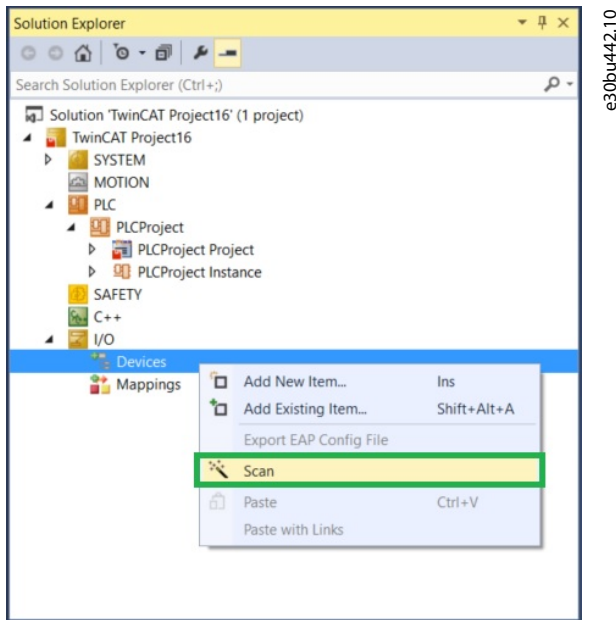 Solution Explorer
Search Solution Explorer (Ctrl+;)
Solution 'TwinCAT Project16' (1 project)
TwinCAT Project16
SYSTEM
MOTION
PLC
PLCProject
PLCProject Project
PLCProject Instance
SAFETY
C++
I/O
Devices
Mappings
Add New Item... Ins
Add Existing Item... Shift+Alt+A
Export EAP Config File
Scan
Paste Ctrl+V
Paste with Links
e30bu442.10